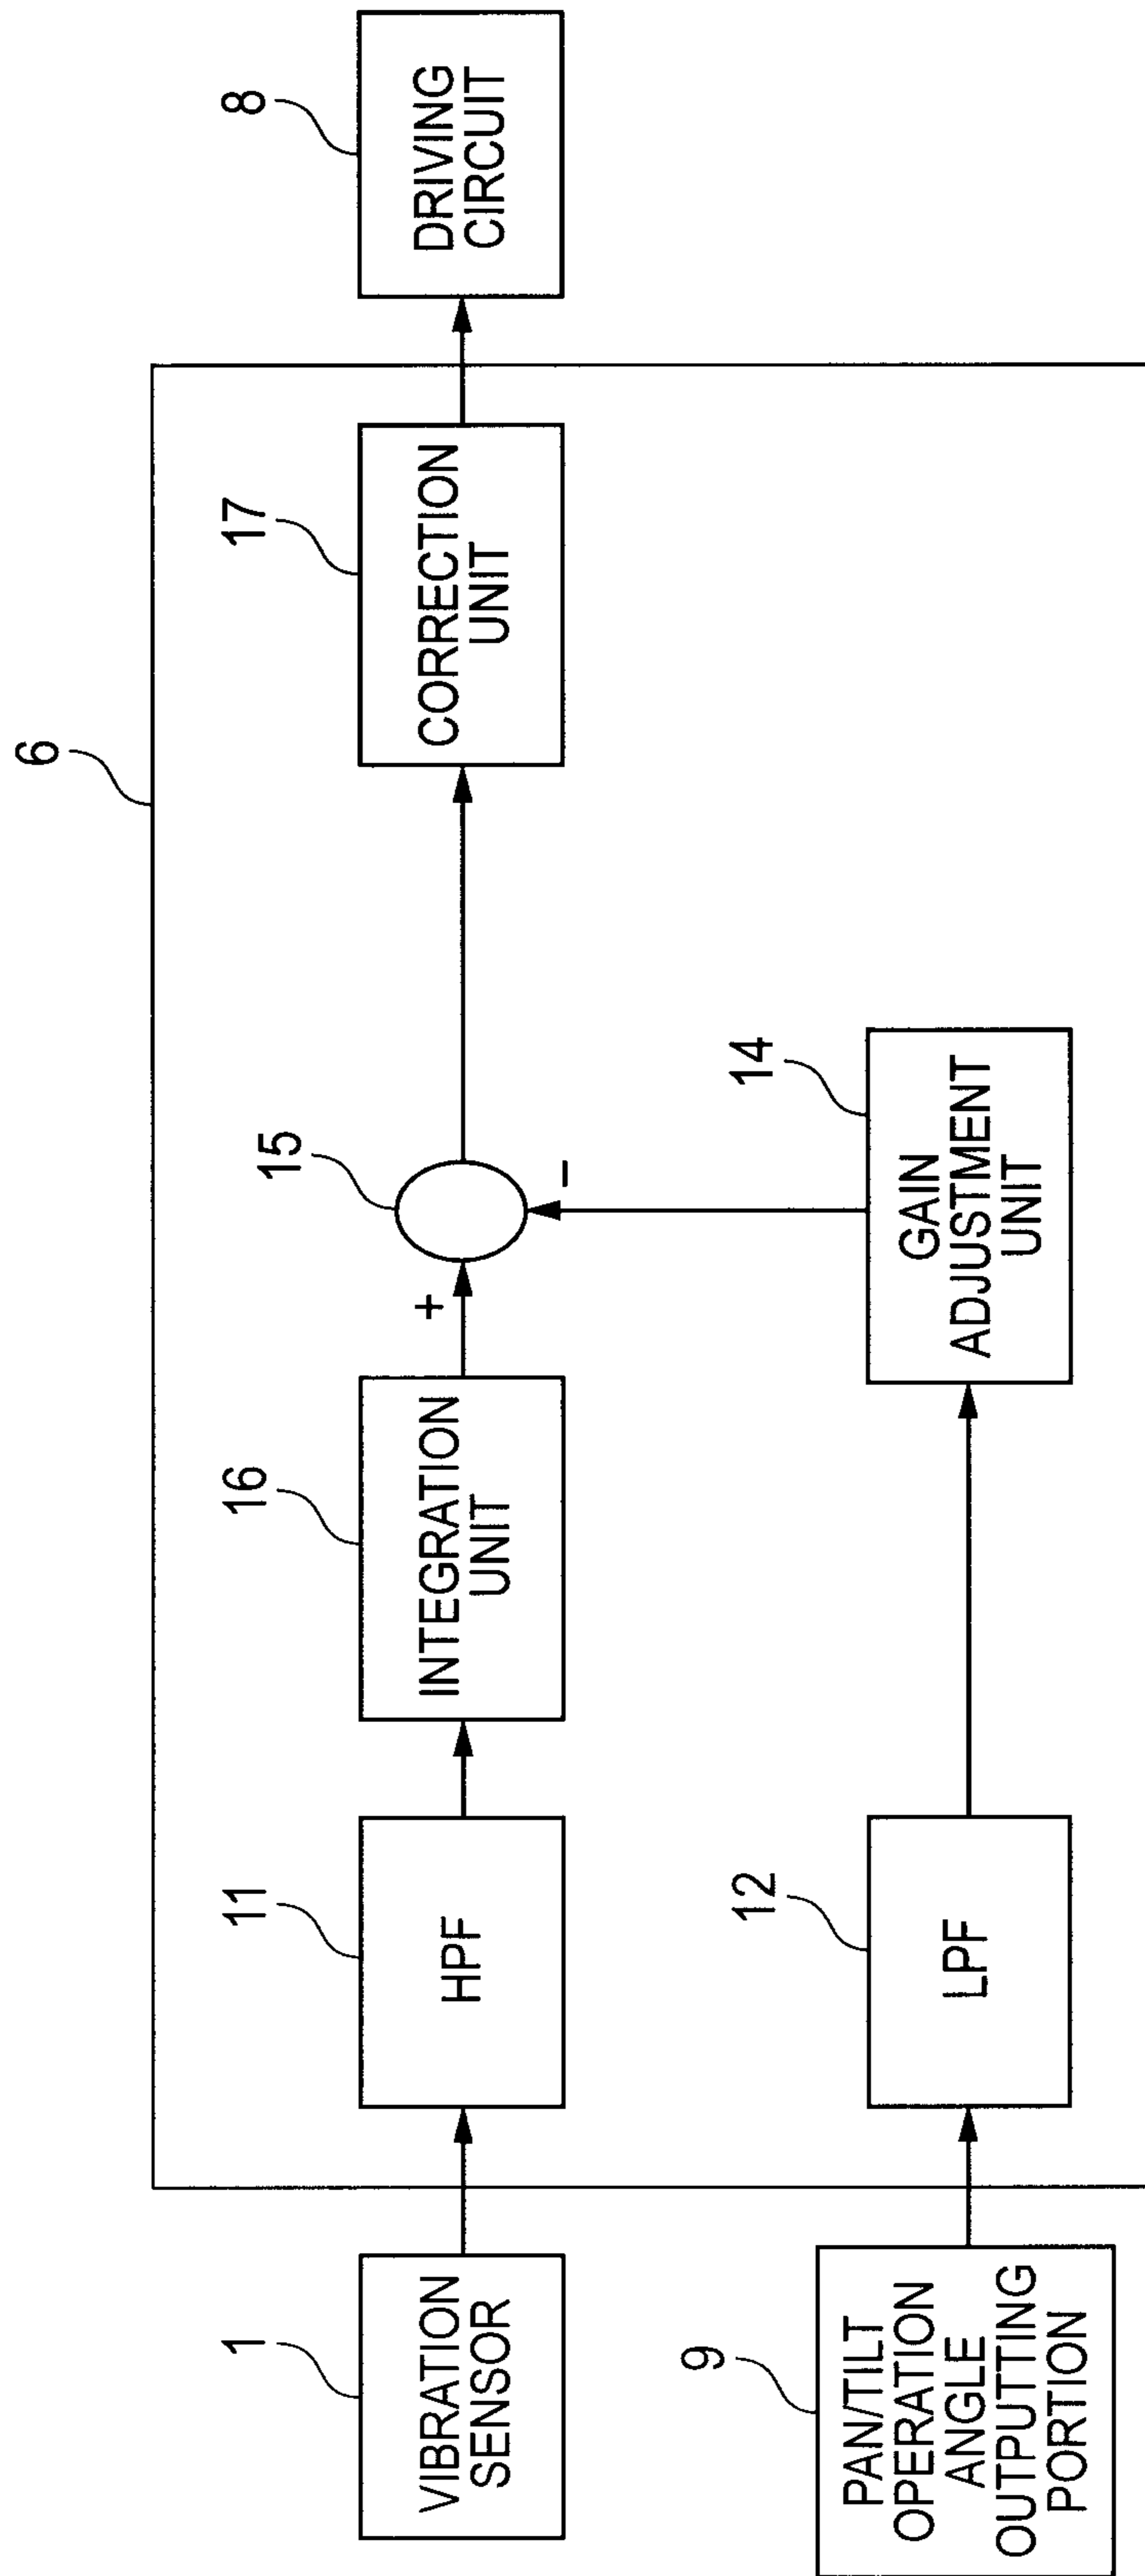 6
1
VIBRATION
SENSOR
11
HPF
16
INTEGRATION
UNIT
+
15
17
CORRECTION
UNIT
8
DRIVING
CIRCUIT
9
PAN/TILT
OPERATION
ANGLE
OUTPUTTING
PORTION
12
LPF
14
GAIN
ADJUSTMENT
UNIT
−